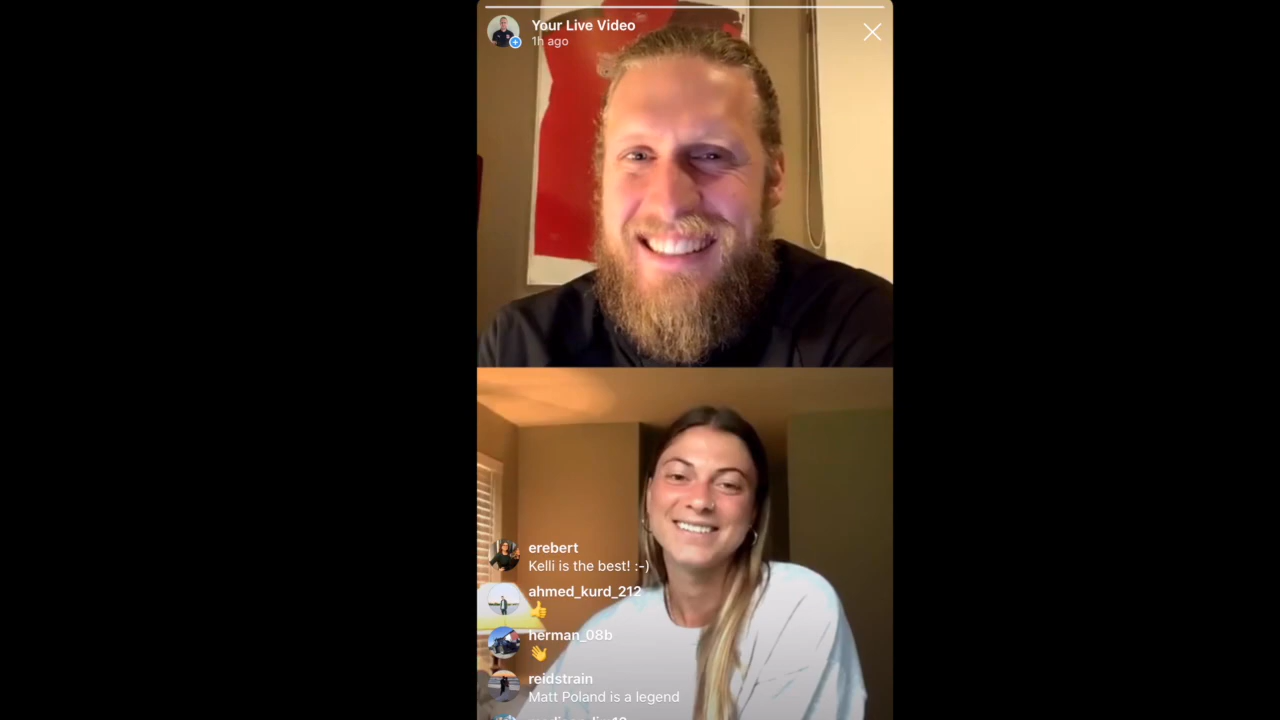 Your Live Video
1h ago
erebert
Kelli is the best! :-)
ahmed_kurd_212
👍
herman_08b
👋
reidstrain
Matt Poland is a legend